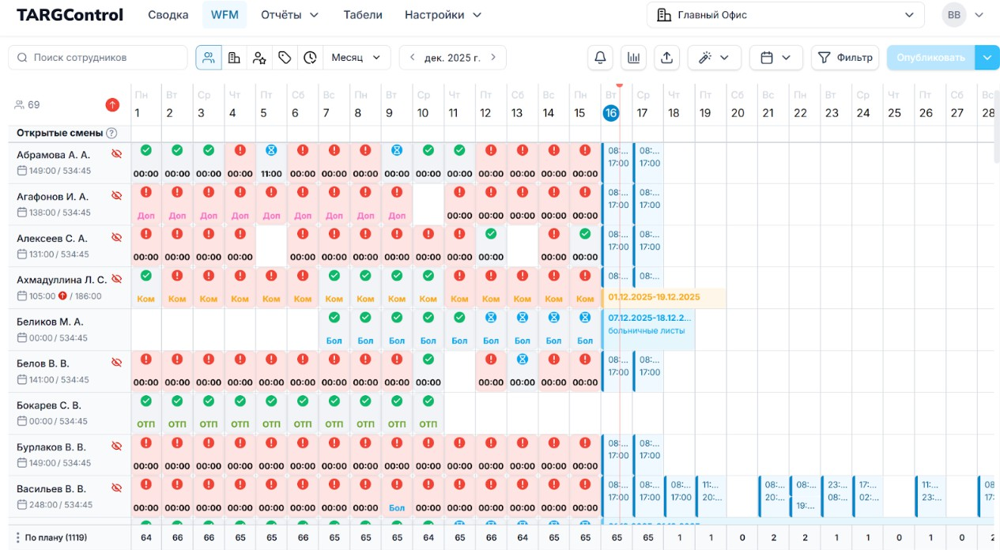 TARGControl Сводка WFM Отчёты Табели Настройки Главный Офис ВВ
Поиск сотрудников Месяц дек. 2025 г. Фильтр Опубликовать
69
Пн Вт Ср Чт Пт Сб Вс Пн Вт Ср Чт Пт Сб Вс Пн Вт Ср Чт Пт Сб Вс Пн Вт Ср Чт Пт Сб Вс
1 2 3 4 5 6 7 8 9 10 11 12 13 14 15 16 17 18 19 20 21 22 23 24 25 26 27 28
Открытые смены ?
Абрамова А. А. 08:... 08:...
149:00 / 534:45 00:00 00:00 00:00 00:00 11:00 00:00 00:00 00:00 00:00 00:00 00:00 00:00 00:00 00:00 00:00 17:00 17:00
Агафонов И. А. 08:... 08:...
138:00 / 534:45 Доп Доп Доп Доп Доп Доп Доп Доп Доп 00:00 00:00 00:00 00:00 00:00 17:00 17:00
Алексеев С. А. 08:... 08:...
131:00 / 534:45 00:00 00:00 00:00 00:00 00:00 00:00 00:00 00:00 00:00 00:00 00:00 00:00 00:00 17:00 17:00
Ахмадуллина Л. С. 08:... 08:...
105:00 / 186:00 Ком Ком Ком Ком Ком Ком Ком Ком Ком Ком Ком Ком Ком Ком Ком 01.12.2025-19.12.2025
Беликов М. А. 07.12.2025-18.12.2...
00:00 / 534:45 Бол Бол Бол Бол Бол Бол Бол Бол Бол больничные листы
Белов В. В. 08:... 08:...
141:00 / 534:45 00:00 00:00 00:00 00:00 00:00 00:00 00:00 00:00 00:00 00:00 00:00 00:00 00:00 00:00 17:00 17:00
Бокарев С. В.
00:00 / 534:45 ОТП ОТП ОТП ОТП ОТП ОТП ОТП ОТП ОТП ОТП
Бурлаков В. В. 08:... 08:...
149:00 / 534:45 00:00 00:00 00:00 00:00 00:00 00:00 00:00 00:00 00:00 00:00 00:00 00:00 00:00 00:00 00:00 17:00 17:00
Васильев В. В. 08:... 08:... 08:... 11:... 08:... 08:... 23:... 17:... 11:...
248:00 / 534:45 00:00 00:00 00:00 00:00 00:00 00:00 00:00 00:00 Бол 00:00 00:00 00:00 00:00 00:00 00:00 17:00 17:00 17:00 20:... 20:... 19:... 08:... 02:... 23:...
По плану (1119) 64 66 66 65 65 66 65 65 65 64 65 66 64 65 65 65 65 1 1 0 2 2 1 1 0 1 0